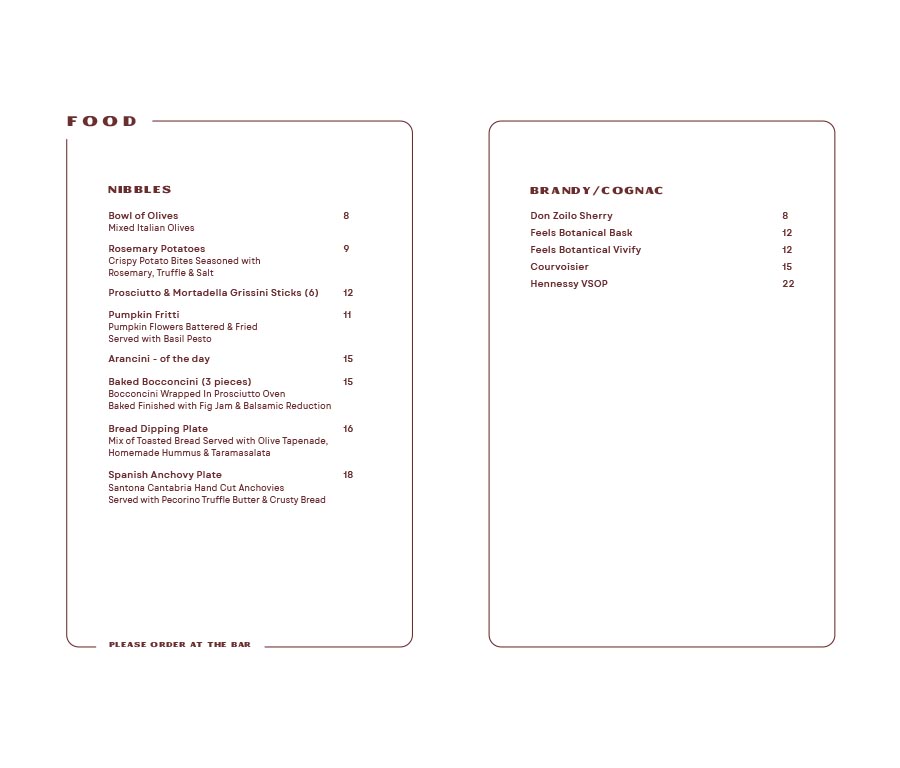 FOOD
NIBBLES
Bowl of Olives 8
Mixed Italian Olives
Rosemary Potatoes 9
Crispy Potato Bites Seasoned with
Rosemary, Truffle & Salt
Prosciutto & Mortadella Grissini Sticks (6) 12
Pumpkin Fritti 11
Pumpkin Flowers Battered & Fried
Served with Basil Pesto
Arancini - of the day 15
Baked Bocconcini (3 pieces) 15
Bocconcini Wrapped In Prosciutto Oven
Baked Finished with Fig Jam & Balsamic Reduction
Bread Dipping Plate 16
Mix of Toasted Bread Served with Olive Tapenade,
Homemade Hummus & Taramasalata
Spanish Anchovy Plate 18
Santona Cantabria Hand Cut Anchovies
Served with Pecorino Truffle Butter & Crusty Bread
PLEASE ORDER AT THE BAR
BRANDY/COGNAC
Don Zoilo Sherry 8
Feels Botanical Bask 12
Feels Botantical Vivify 12
Courvoisier 15
Hennessy VSOP 22